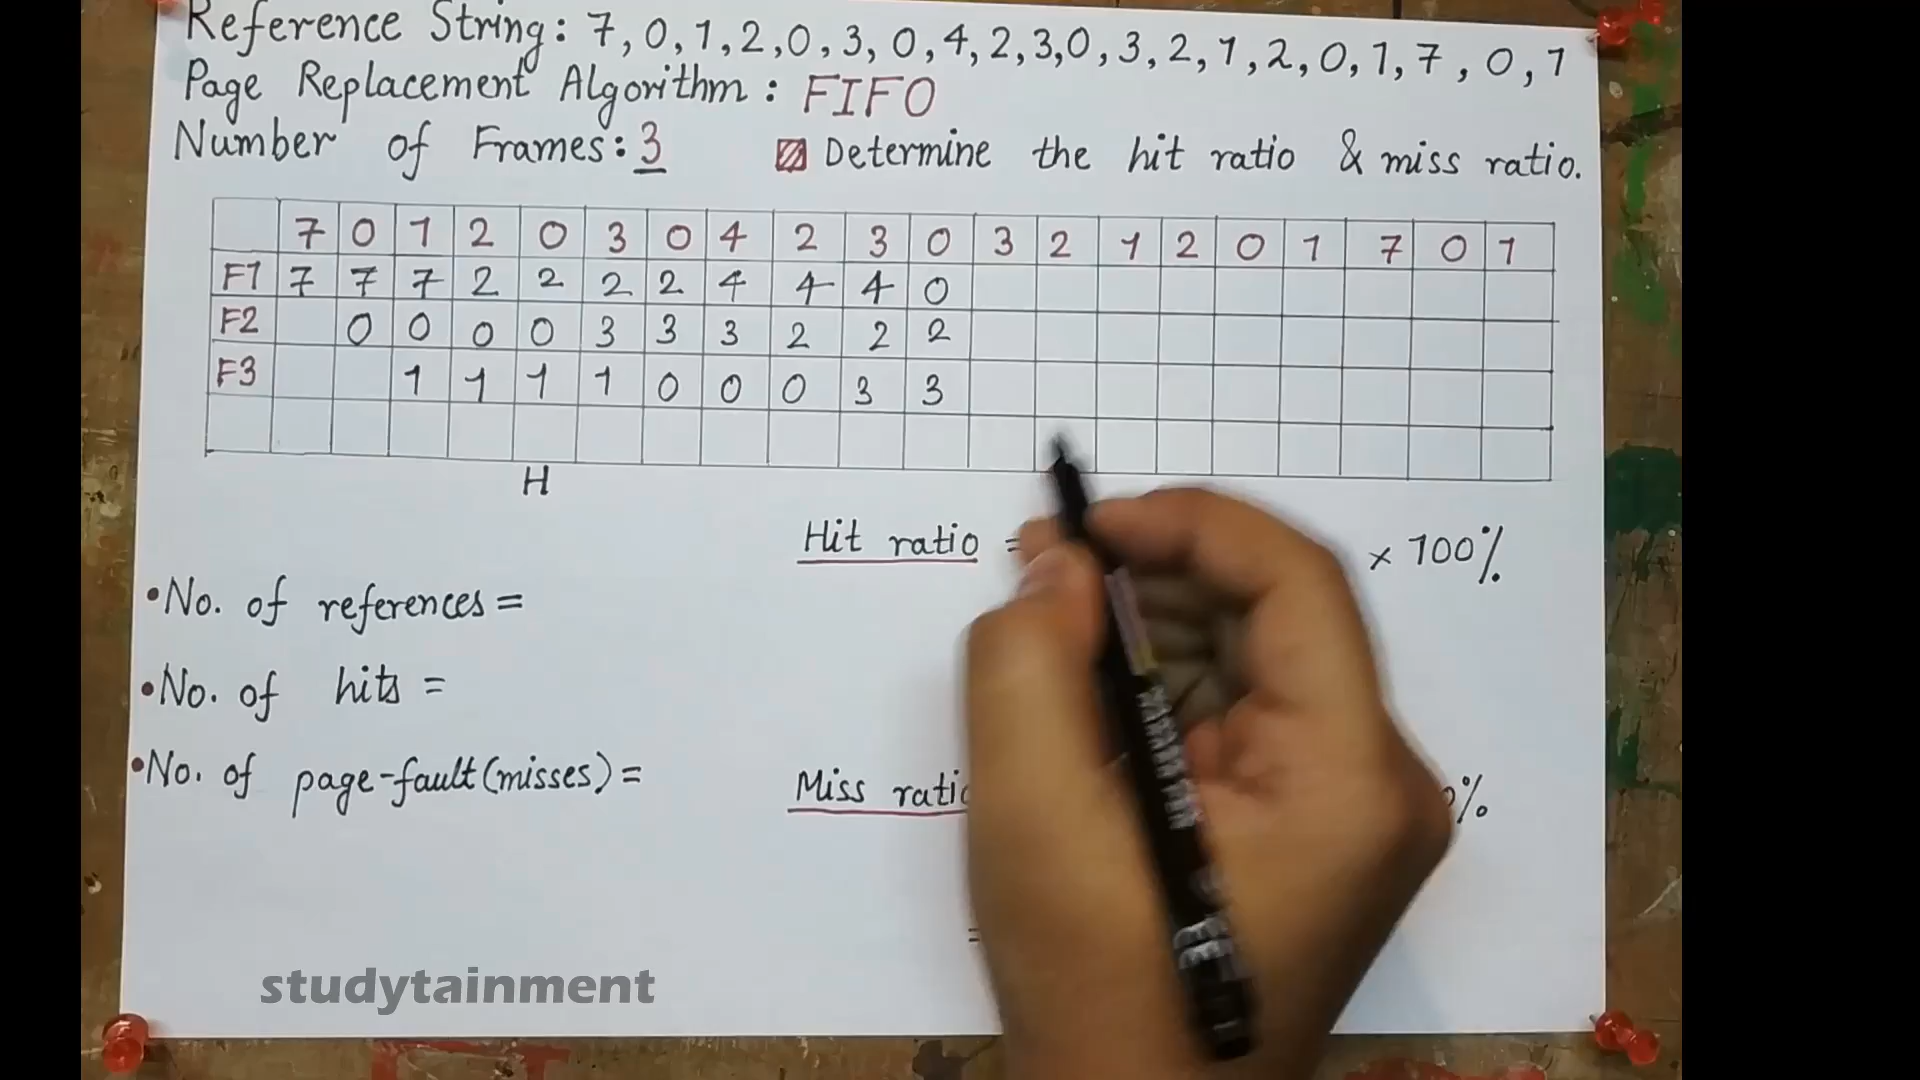 Reference String: 7,0,1,2,0,3,0,4,2,3,0,3,2,1,2,0,1,7,0,1
Page Replacement Algorithm: FIFO
Number of Frames: 3 Determine the hit ratio & miss ratio.
7 0 1 2 0 3 0 4 2 3 0 3 2 1 2 0 1 7 0 1
F1 7 7 7 2 2 2 2 4 4 4 0
F2 0 0 0 0 3 3 3 2 2 2
F3 1 1 1 1 0 0 0 3 3
H
Hit ratio = × 100%
•No. of references =
•No. of hits =
•No. of page-fault(misses) =
Miss ratio %
=
studytainment